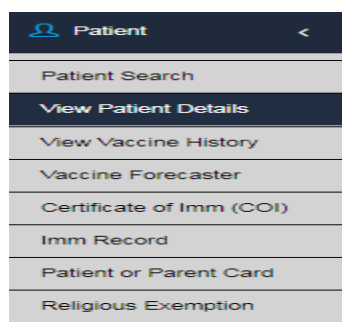 Patient <
Patient Search
View Patient Details
View Vaccine History
Vaccine Forecaster
Certificate of Imm (COI)
Imm Record
Patient or Parent Card
Religious Exemption